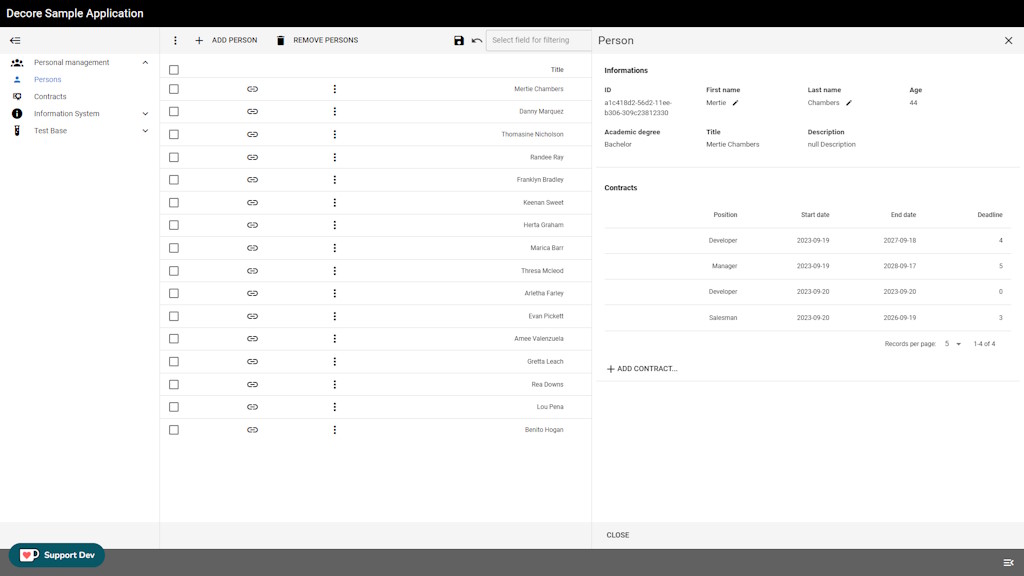 Decore Sample Application
Personal management
Persons
Contracts
Information System
Test Base
ADD PERSON
REMOVE PERSONS
Select field for filtering
Title
Mertie Chambers
Danny Marquez
Thomasine Nicholson
Randee Ray
Franklyn Bradley
Keenan Sweet
Herta Graham
Marica Barr
Thresa Mcleod
Arletha Farley
Evan Pickett
Amee Valenzuela
Gretta Leach
Rea Downs
Lou Pena
Benito Hogan
Person
Informations
ID First name Last name Age
a1c418d2-56d2-11ee- Mertie Chambers 44
b306-309c23812330
Academic degree Title Description
Bachelor Mertie Chambers null Description
Contracts
Position Start date End date Deadline
Developer 2023-09-19 2027-09-18 4
Manager 2023-09-19 2028-09-17 5
Developer 2023-09-20 2023-09-20 0
Salesman 2023-09-20 2026-09-19 3
Records per page: 5 1-4 of 4
ADD CONTRACT...
CLOSE
Support Dev